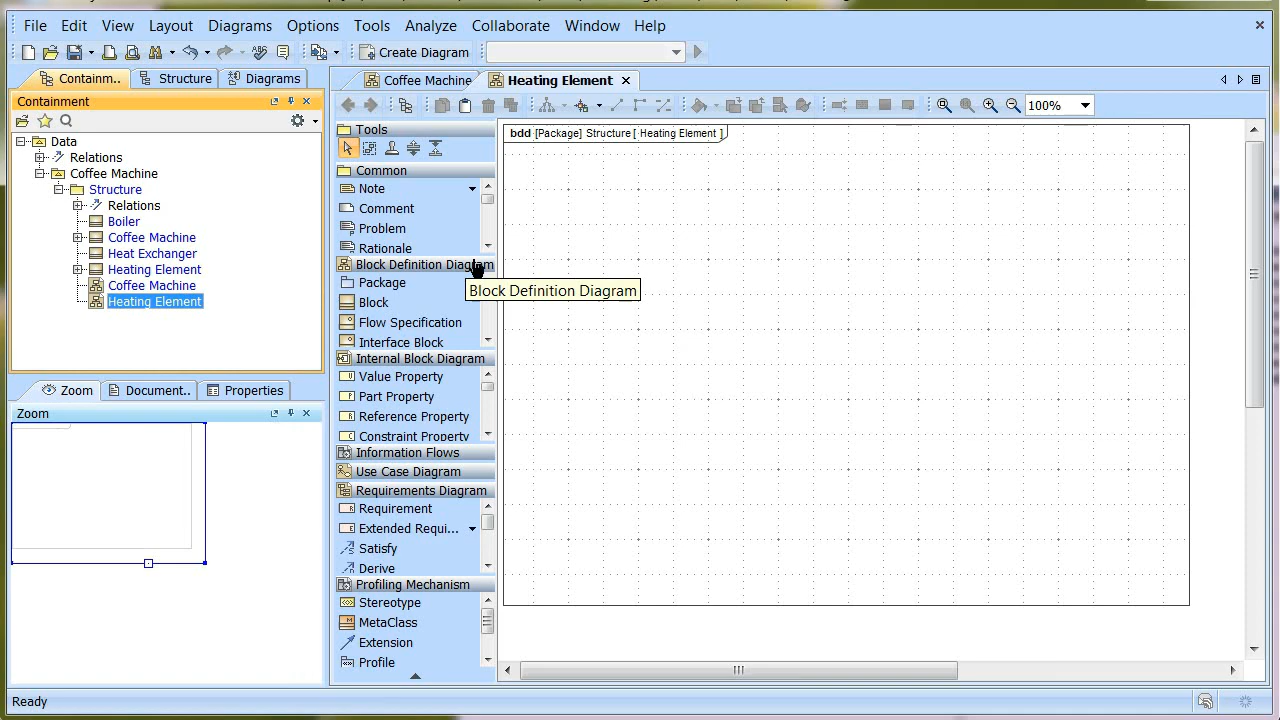 File Edit View Layout Diagrams Options Tools Analyze Collaborate Window Help
Create Diagram
Containm.. Structure Diagrams
Coffee Machine Heating Element
Containment
100%
Data
Relations
Coffee Machine
Structure
Relations
Boiler
Coffee Machine
Heat Exchanger
Heating Element
Coffee Machine
Heating Element
Zoom Document.. Properties
Zoom
Tools
Common
Note
Comment
Problem
Rationale
Block Definition Diagram
Package
Block
Flow Specification
Interface Block
Internal Block Diagram
Value Property
Part Property
Reference Property
Constraint Property
Information Flows
Use Case Diagram
Requirements Diagram
Requirement
Extended Requi...
Satisfy
Derive
Profiling Mechanism
Stereotype
MetaClass
Extension
Profile
bdd [Package] Structure [ Heating Element ]
Block Definition Diagram
Ready